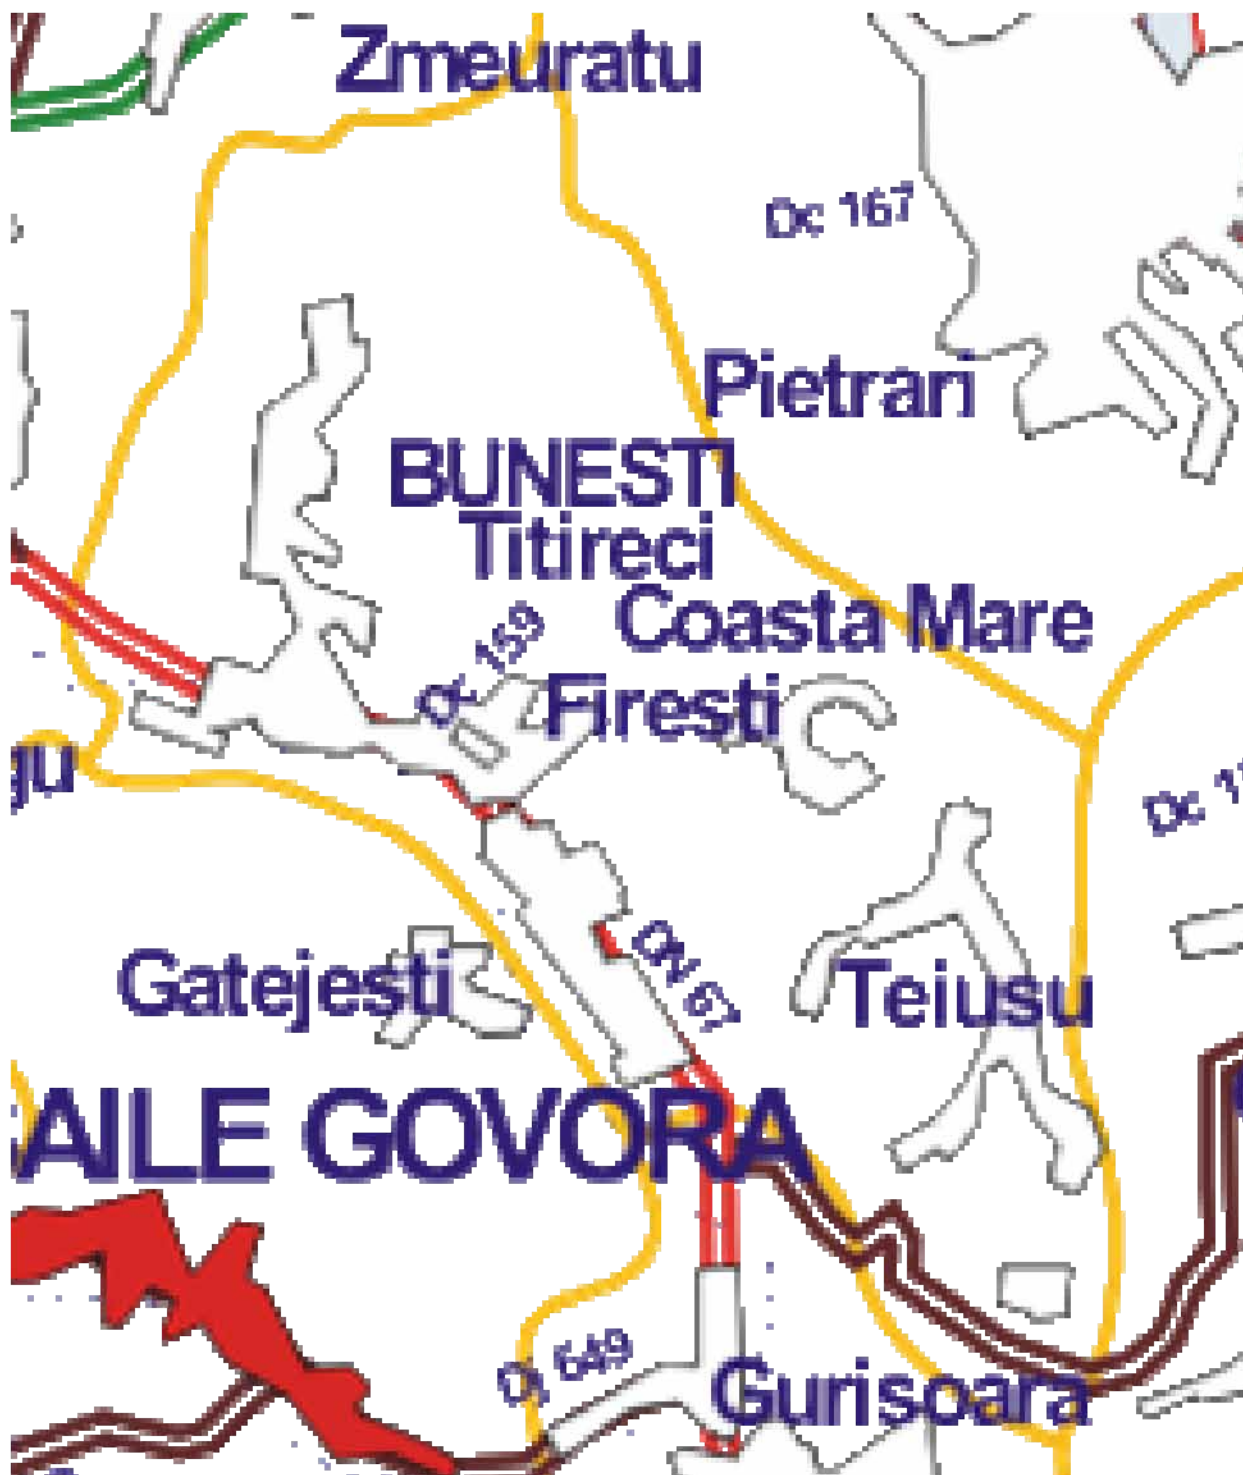 Zmeuratu
Dc 167
Pietrari
BUNESTI
Titireci
Coasta Mare
Dc 159
Firesti
gu
Dc 1
DN 67
Gatejesti
Teiusu
AILE GOVORA
Dj 649
Gurisoara